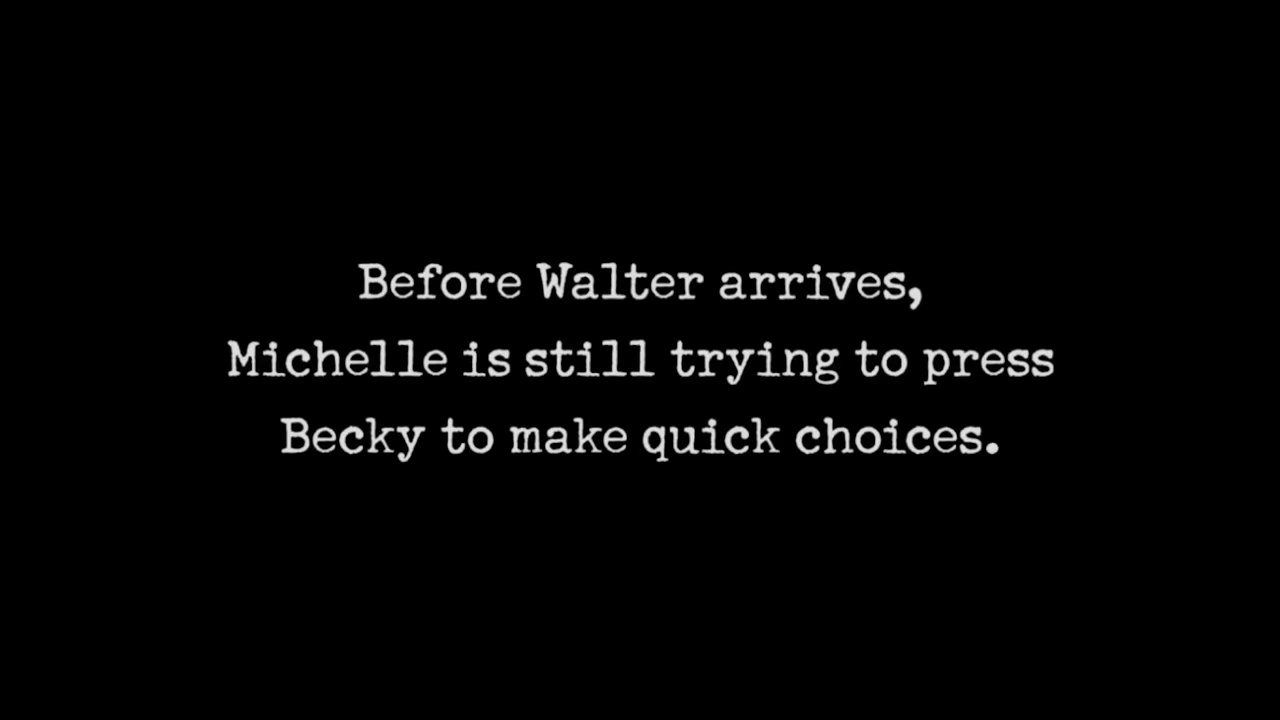 Before Walter arrives,
Michelle is still trying to press
Becky to make quick choices.